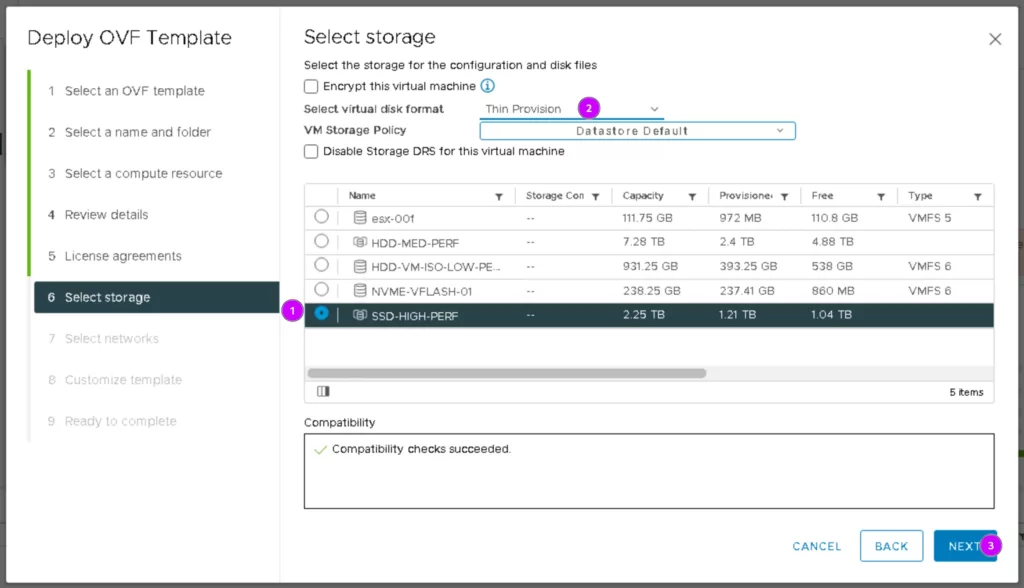 Deploy OVF Template
1 Select an OVF template
2 Select a name and folder
3 Select a compute resource
4 Review details
5 License agreements
6 Select storage
7 Select networks
8 Customize template
9 Ready to complete
Select storage
Select the storage for the configuration and disk files
Encrypt this virtual machine
Select virtual disk format Thin Provision 2
VM Storage Policy Datastore Default
Disable Storage DRS for this virtual machine
Name Storage Con Capacity Provisione Free Type
esx-001 -- 111.75 GB 972 MB 110.8 GB VMFS 5
HDD-MED-PERF -- 7.28 TB 2.4 TB 4.88 TB
HDD-VM-ISO-LOW-PE... -- 931.25 GB 393.25 GB 538 GB VMFS 6
NVME-VFLASH-01 -- 238.25 GB 237.41 GB 860 MB VMFS 6
1 SSD-HIGH-PERF -- 2.25 TB 1.21 TB 1.04 TB
5 items
Compatibility
Compatibility checks succeeded.
CANCEL BACK NEXT 3